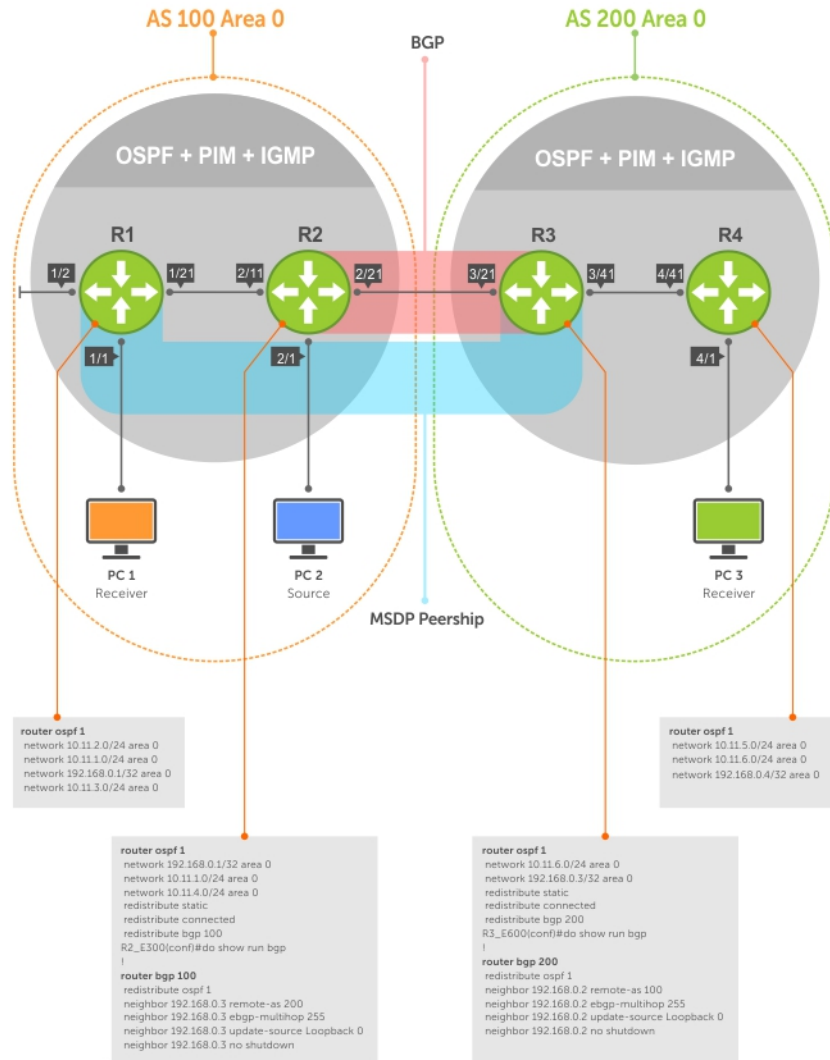 AS 100 Area 0
AS 200 Area 0
BGP
OSPF + PIM + IGMP
OSPF + PIM + IGMP
R1
R2
R3
R4
1/2
1/21
2/11
2/21
3/21
3/41
4/41
1/1
2/1
4/1
PC 1
Receiver
PC 2
Source
PC 3
Receiver
MSDP Peership
router ospf 1
network 10.11.2.0/24 area 0
network 10.11.1.0/24 area 0
network 192.168.0.1/32 area 0
network 10.11.3.0/24 area 0
router ospf 1
network 10.11.5.0/24 area 0
network 10.11.6.0/24 area 0
network 192.168.0.4/32 area 0
router ospf 1
network 192.168.0.1/32 area 0
network 10.11.1.0/24 area 0
network 10.11.4.0/24 area 0
redistribute static
redistribute connected
redistribute bgp 100
R2_E300(conf)#do show run bgp
!
router bgp 100
redistribute ospf 1
neighbor 192.168.0.3 remote-as 200
neighbor 192.168.0.3 ebgp-multihop 255
neighbor 192.168.0.3 update-source Loopback 0
neighbor 192.168.0.3 no shutdown
router ospf 1
network 10.11.6.0/24 area 0
network 192.168.0.3/32 area 0
redistribute static
redistribute connected
redistribute bgp 200
R3_E600(conf)#do show run bgp
!
router bgp 200
redistribute ospf 1
neighbor 192.168.0.2 remote-as 100
neighbor 192.168.0.2 ebgp-multihop 255
neighbor 192.168.0.2 update-source Loopback 0
neighbor 192.168.0.2 no shutdown